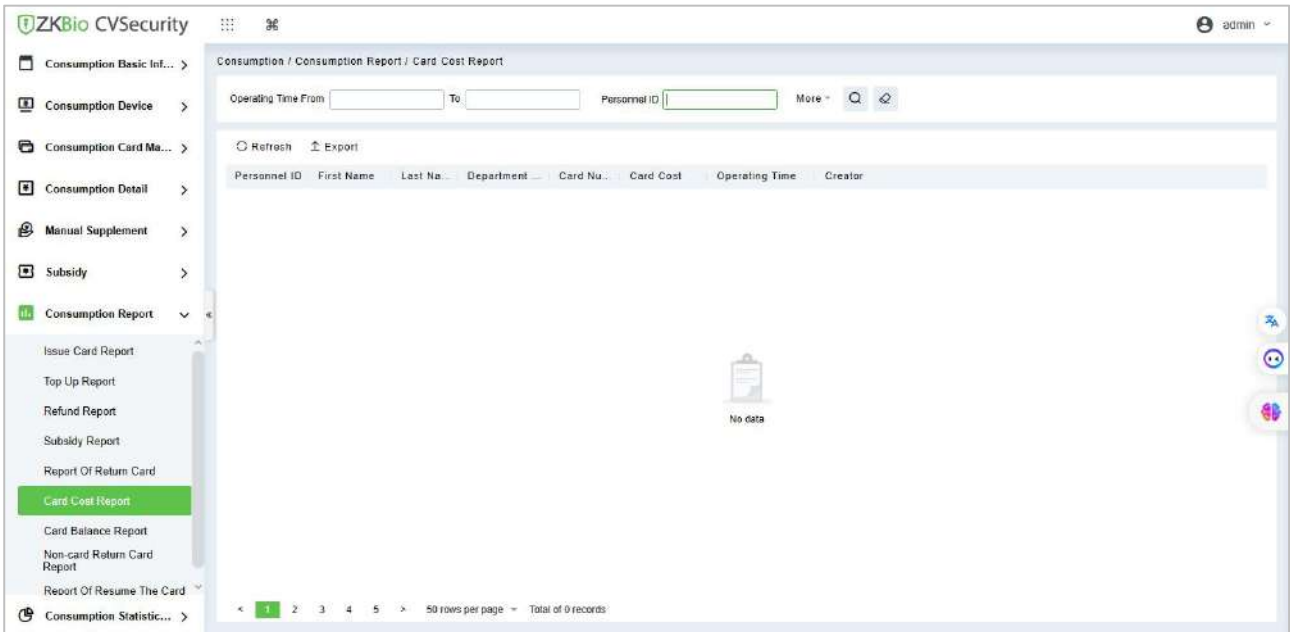 ZKBio CVSecurity
admin
Consumption Basic Inf...
Consumption Device
Consumption Card Ma...
Consumption Detail
Manual Supplement
Subsidy
Consumption Report
Issue Card Report
Top Up Report
Refund Report
Subsidy Report
Report Of Return Card
Card Cost Report
Card Balance Report
Non-card Return Card
Report
Report Of Resume The Card
Consumption Statistic...
Consumption / Consumption Report / Card Cost Report
Operating Time From To Personnel ID More
Refresh Export
Personnel ID First Name Last Na... Department ... Card Nu... Card Cost Operating Time Creator
No data
< 1 2 3 4 5 > 50 rows per page Total of 0 records